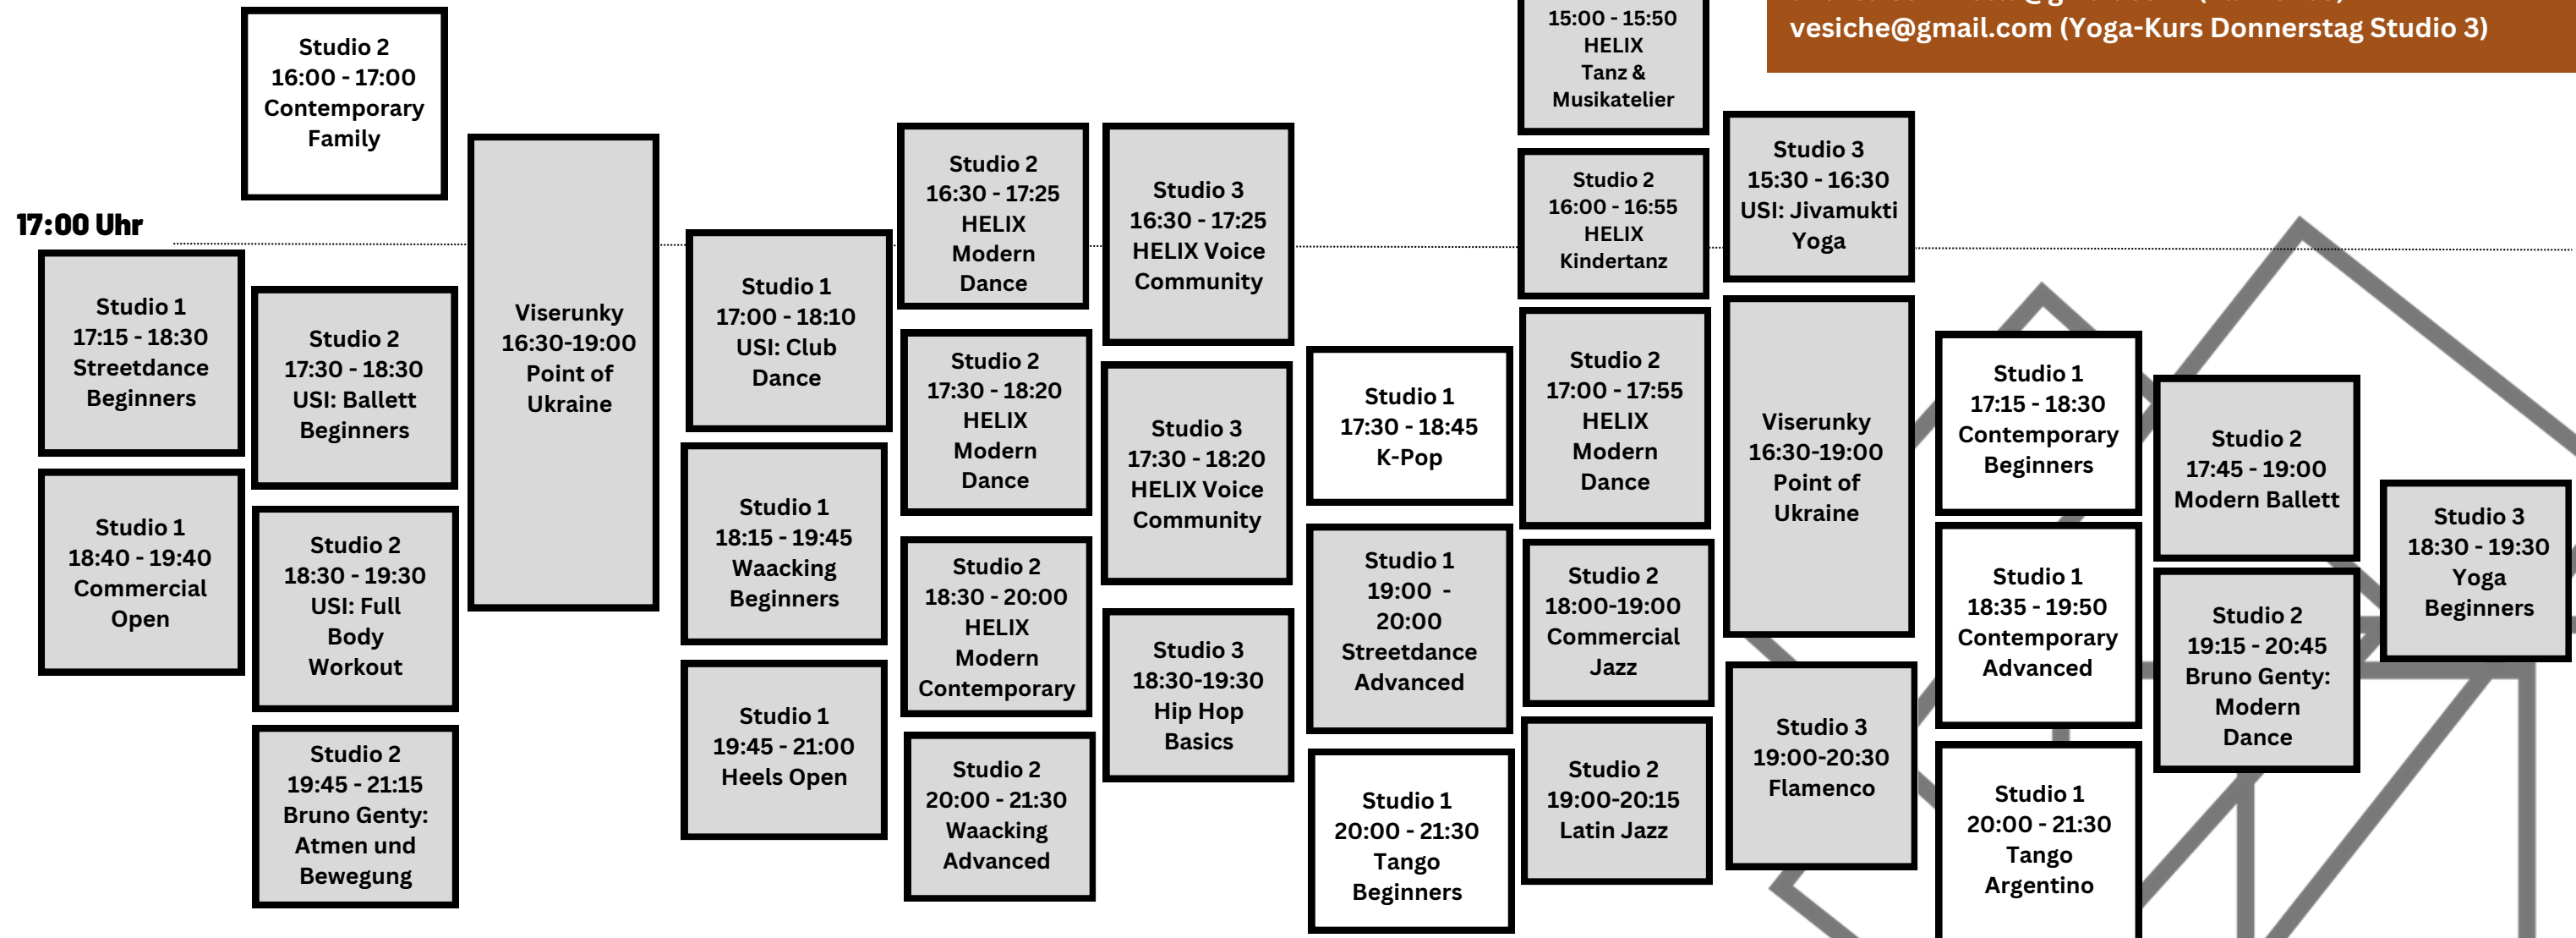 vesiche@gmail.com (Yoga-Kurs Donnerstag Studio 3)
Studio 2
16:00 - 17:00
Contemporary
Family
17:00 Uhr
Studio 1
17:15 - 18:30
Streetdance
Beginners
Studio 1
18:40 - 19:40
Commercial
Open
Studio 2
17:30 - 18:30
USI: Ballett
Beginners
Studio 2
18:30 - 19:30
USI: Full
Body
Workout
Studio 2
19:45 - 21:15
Bruno Genty:
Atmen und
Bewegung
Viserunky
16:30-19:00
Point of
Ukraine
Studio 1
17:00 - 18:10
USI: Club
Dance
Studio 1
18:15 - 19:45
Waacking
Beginners
Studio 1
19:45 - 21:00
Heels Open
Studio 2
16:30 - 17:25
HELIX
Modern
Dance
Studio 2
17:30 - 18:20
HELIX
Modern
Dance
Studio 2
18:30 - 20:00
HELIX
Modern
Contemporary
Studio 2
20:00 - 21:30
Waacking
Advanced
Studio 3
16:30 - 17:25
HELIX Voice
Community
Studio 3
17:30 - 18:20
HELIX Voice
Community
Studio 3
18:30-19:30
Hip Hop
Basics
Studio 1
17:30 - 18:45
K-Pop
Studio 1
19:00 -
20:00
Streetdance
Advanced
Studio 1
20:00 - 21:30
Tango
Beginners
15:00 - 15:50
HELIX
Tanz &
Musikatelier
Studio 2
16:00 - 16:55
HELIX
Kindertanz
Studio 2
17:00 - 17:55
HELIX
Modern
Dance
Studio 2
18:00-19:00
Commercial
Jazz
Studio 2
19:00-20:15
Latin Jazz
Studio 3
15:30 - 16:30
USI: Jivamukti
Yoga
Viserunky
16:30-19:00
Point of
Ukraine
Studio 3
19:00-20:30
Flamenco
Studio 1
17:15 - 18:30
Contemporary
Beginners
Studio 1
18:35 - 19:50
Contemporary
Advanced
Studio 1
20:00 - 21:30
Tango
Argentino
Studio 2
17:45 - 19:00
Modern Ballett
Studio 2
19:15 - 20:45
Bruno Genty:
Modern
Dance
Studio 3
18:30 - 19:30
Yoga
Beginners